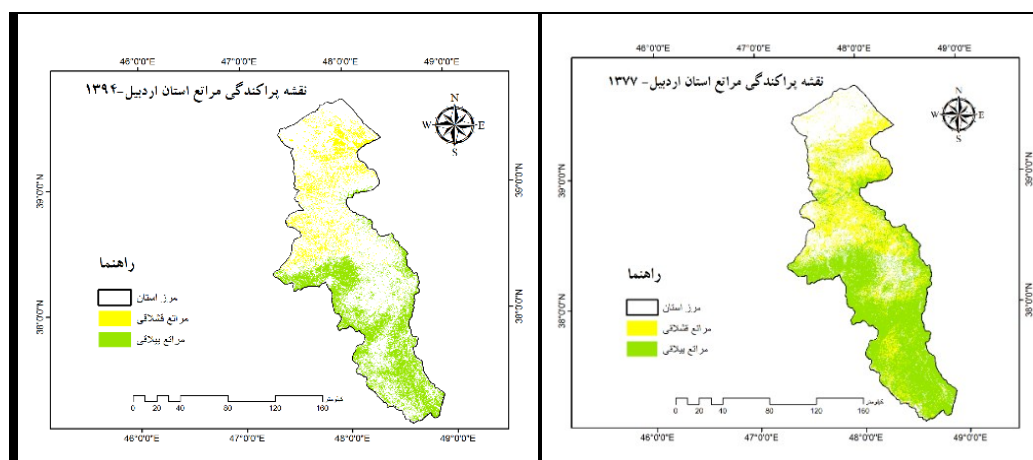 46°0'0"E 47°0'0"E 48°0'0"E 49°0'0"E
نقشه پراکندگی مراتع استان اردبیل-۱۳۹۴
N
W E
S
39°0'0"N 39°0'0"N
راهنما
مرز استان
مراتع قشلاقی
مراتع ییلاقی
38°0'0"N 38°0'0"N
کیلومتر
0 20 40 80 120 160
46°0'0"E 47°0'0"E 48°0'0"E 49°0'0"E
46°0'0"E 47°0'0"E 48°0'0"E 49°0'0"E
نقشه پراکندگی مراتع استان اردبیل- ۱۳۷۷
N
W E
S
39°0'0"N 39°0'0"N
راهنما
مرز استان
مراتع قشلاقی
مراتع ییلاقی
38°0'0"N 38°0'0"N
کیلومتر
0 20 40 80 120 160
46°0'0"E 47°0'0"E 48°0'0"E 49°0'0"E